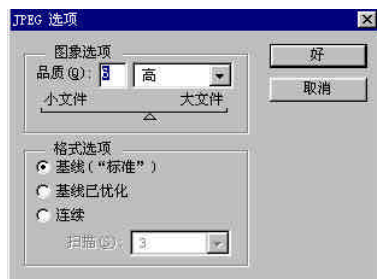 JPEG 选项
图象选项
品质(Q): 6 高
小文件 大文件
格式选项
基线(“标准”)
基线已优化
连续
扫描(S): 3
好
取消